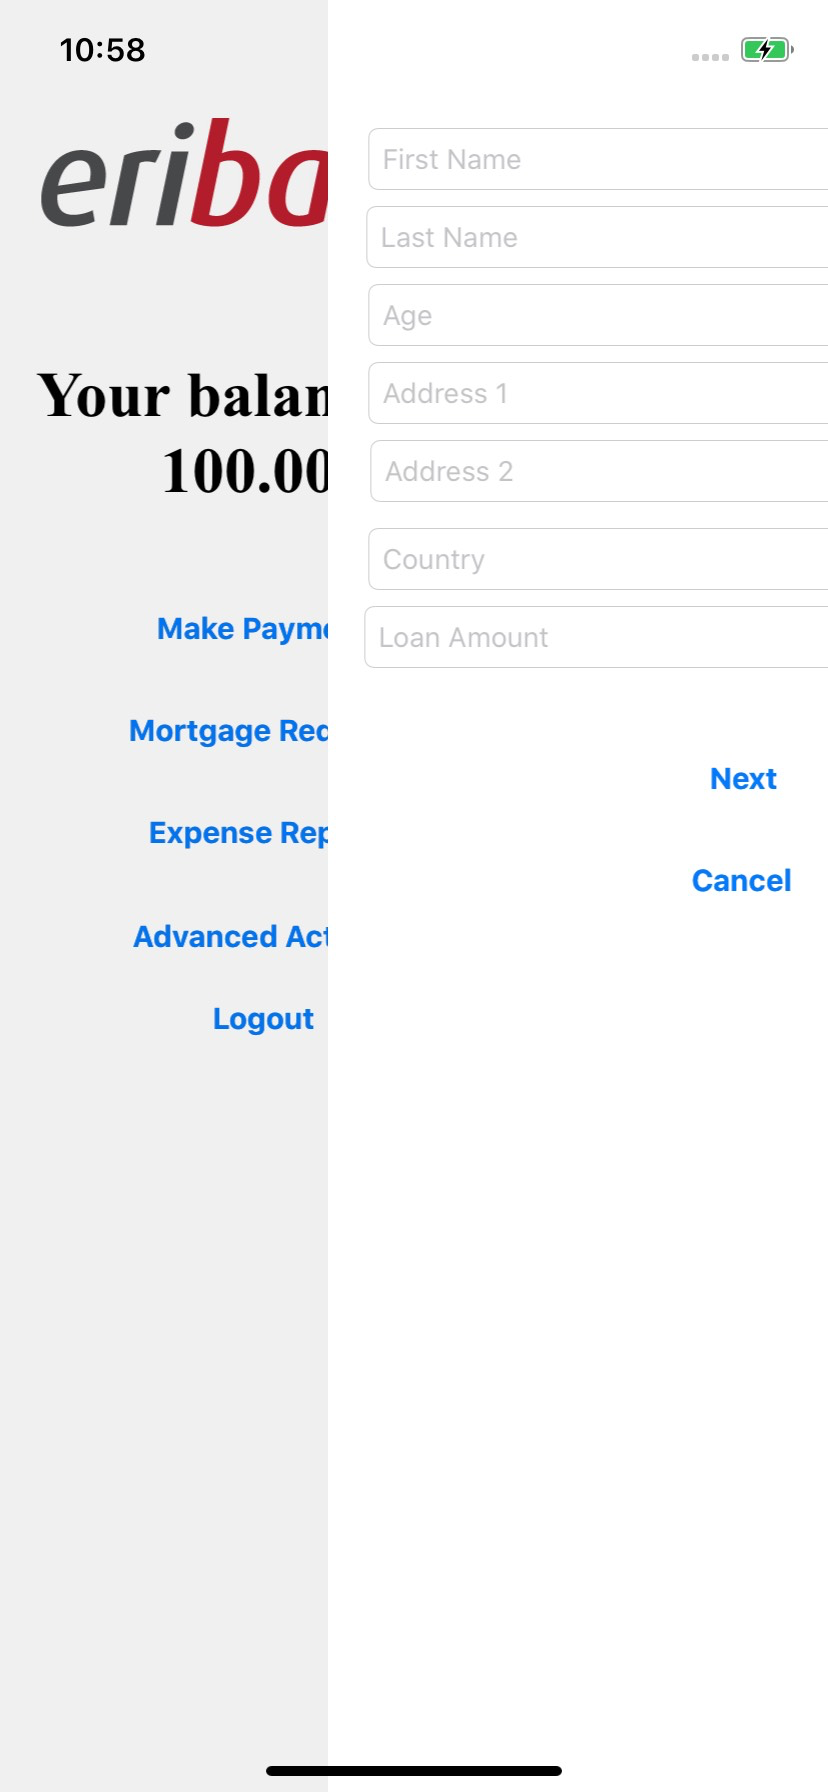 10:58
eriba
Your balan
100.00
Make Payme
Mortgage Req
Expense Rep
Advanced Act
Logout
First Name
Last Name
Age
Address 1
Address 2
Country
Loan Amount
Next
Cancel